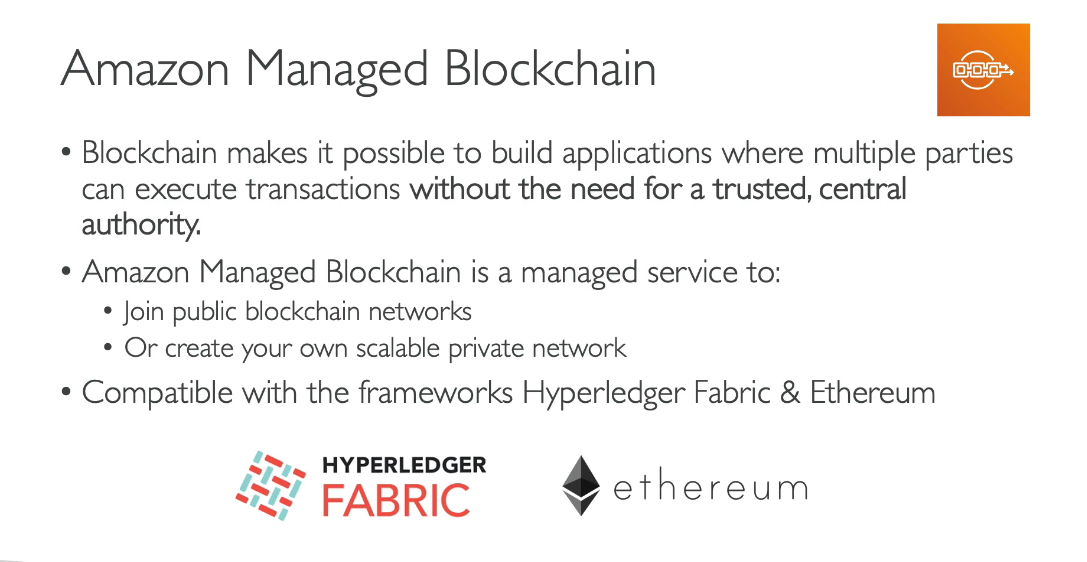 Amazon Managed Blockchain
• Blockchain makes it possible to build applications where multiple parties
can execute transactions without the need for a trusted, central
authority.
• Amazon Managed Blockchain is a managed service to:
• Join public blockchain networks
• Or create your own scalable private network
• Compatible with the frameworks Hyperledger Fabric & Ethereum
HYPERLEDGER
FABRIC
ethereum